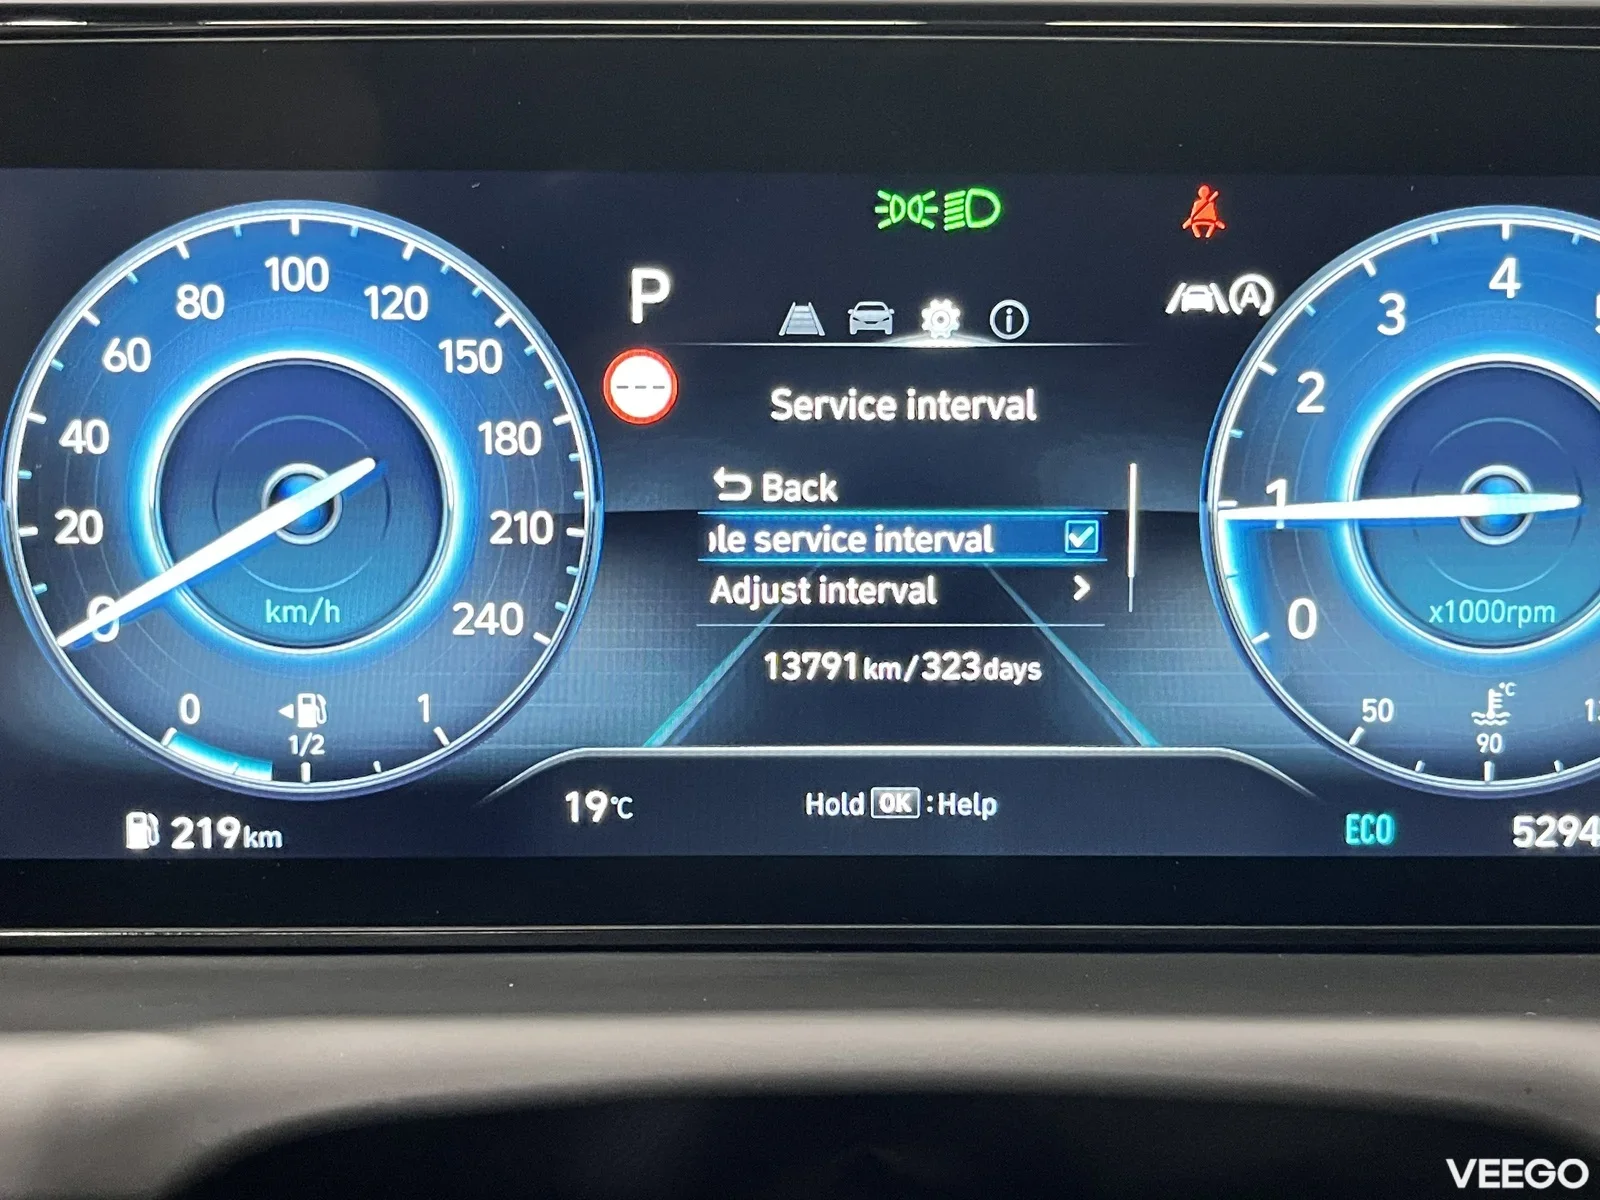 P
---
Service interval
Back
ple service interval
Adjust interval
13791km/323days
Hold OK :Help
19°C
0
20
40
60
80
100
120
150
180
210
240
km/h
0
1/2
1
219km
A
0
1
2
3
4
x1000rpm
50
°C
90
ECO
5294
VEEGO